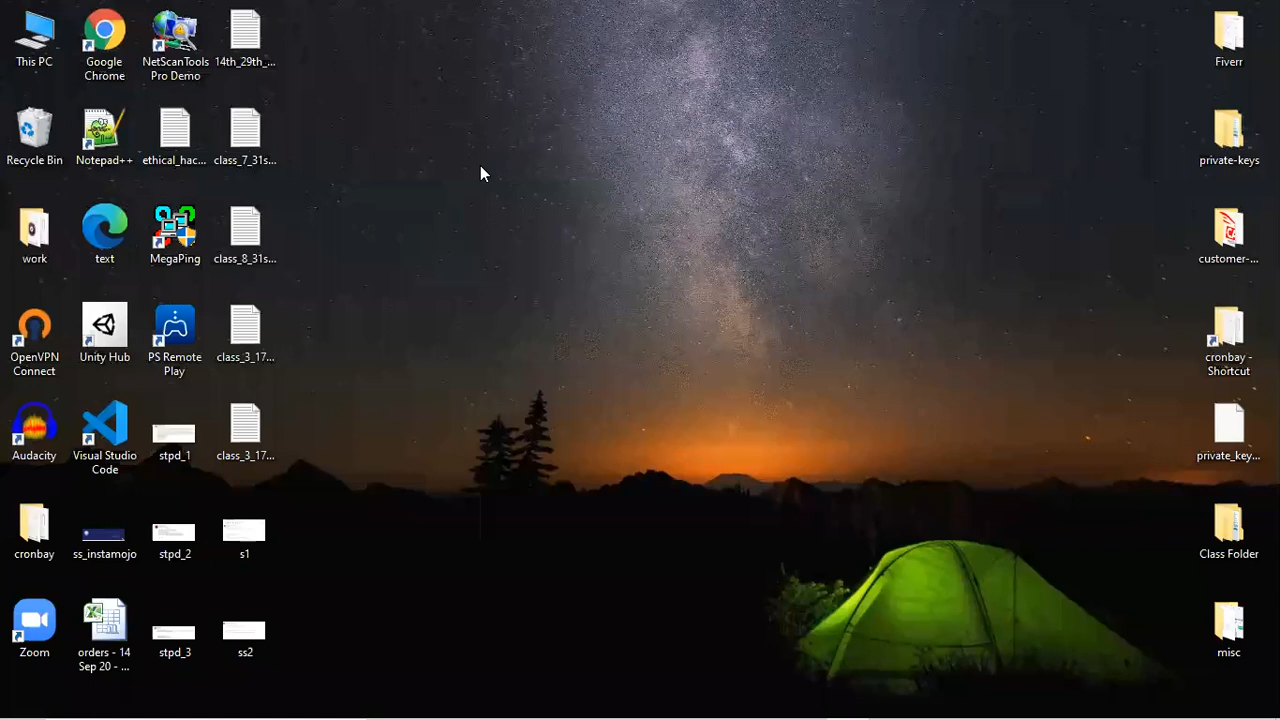 This PC
Google
Chrome
NetScanTools
Pro Demo
14th_29th_...
Fiverr
Recycle Bin
Notepad++
ethical_hac...
class_7_31s...
private-keys
work
text
MegaPing
class_8_31s...
customer-...
OpenVPN
Connect
Unity Hub
PS Remote
Play
class_3_17...
cronbay -
Shortcut
Audacity
Visual Studio
Code
stpd_1
class_3_17...
private_key...
cronbay
ss_instamojo
stpd_2
s1
Class Folder
Zoom
orders - 14
Sep 20 - ...
stpd_3
ss2
misc